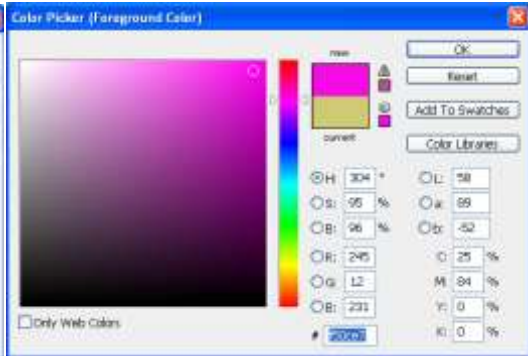 Color Picker (Foreground Color)
new
current
OK
Reset
Add To Swatches
Color Libraries
H: 304 °
S: 95 %
B: 96 %
R: 245
G: 12
B: 231
# f50ce7
L: 58
a: 89
b: -52
C: 25 %
M: 84 %
Y: 0 %
K: 0 %
Only Web Colors